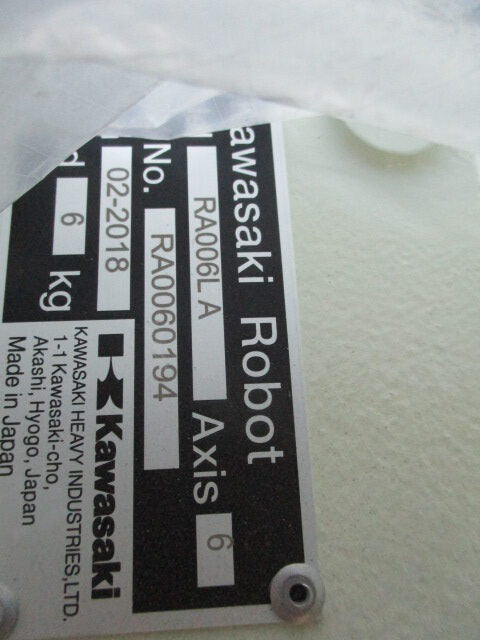 awasaki Robot
RA006L A Axis 6
No. RA0060194
02-2018
d 6 kg
Kawasaki
KAWASAKI HEAVY INDUSTRIES,LTD.
1-1 Kawasaki-cho,
Akashi, Hyogo, Japan
Made in Japan